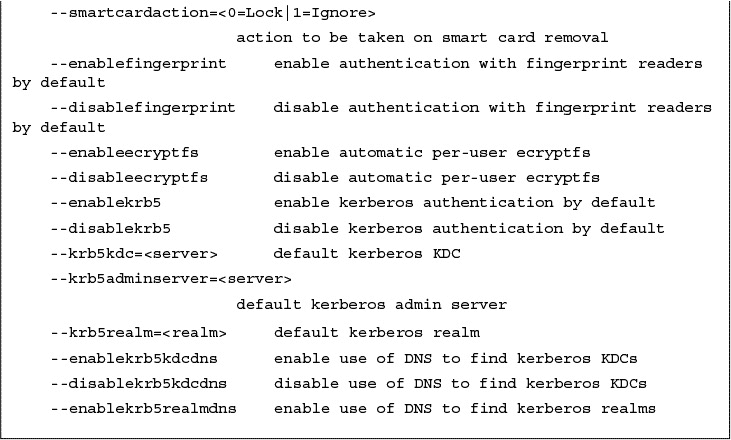 --smartcardaction=<0=Lock|1=Ignore>
action to be taken on smart card removal
--enablefingerprint enable authentication with fingerprint readers
by default
--disablefingerprint disable authentication with fingerprint readers
by default
--enableecryptfs enable automatic per-user ecryptfs
--disableecryptfs disable automatic per-user ecryptfs
--enablekrb5 enable kerberos authentication by default
--disablekrb5 disable kerberos authentication by default
--krb5kdc=<server> default kerberos KDC
--krb5adminserver=<server>
default kerberos admin server
--krb5realm=<realm> default kerberos realm
--enablekrb5kdcdns enable use of DNS to find kerberos KDCs
--disablekrb5kdcdns disable use of DNS to find kerberos KDCs
--enablekrb5realmdns enable use of DNS to find kerberos realms